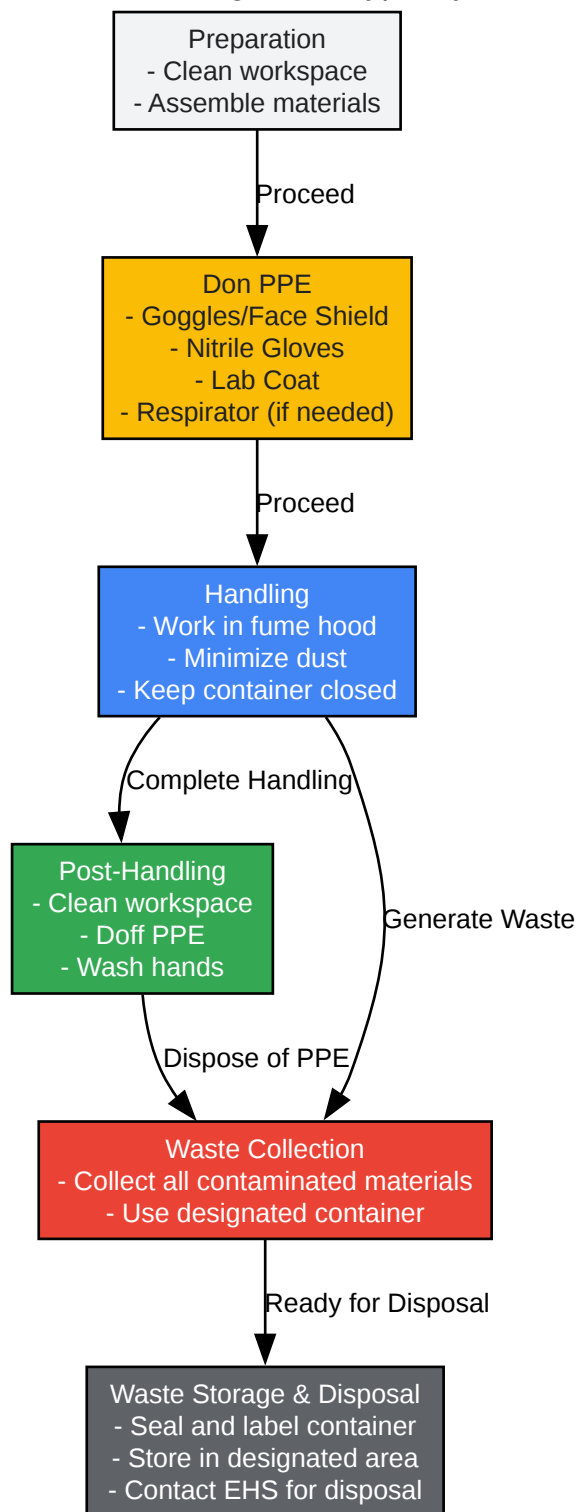 Preparation
- Clean workspace
- Assemble materials
Proceed
Don PPE
- Goggles/Face Shield
- Nitrile Gloves
- Lab Coat
- Respirator (if needed)
Proceed
Handling
- Work in fume hood
- Minimize dust
- Keep container closed
Complete Handling
Post-Handling
- Clean workspace
- Doff PPE
- Wash hands
Generate Waste
Dispose of PPE
Waste Collection
- Collect all contaminated materials
- Use designated container
Ready for Disposal
Waste Storage & Disposal
- Seal and label container
- Store in designated area
- Contact EHS for disposal